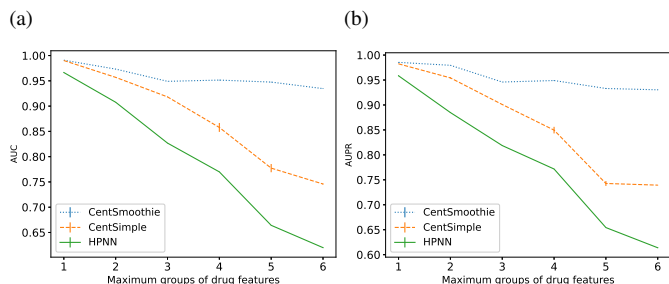 (a)
1.00
0.95
0.90
0.85
0.80
0.75
0.70
0.65
AUC
CentSmoothie
CentSimple
HPNN
1 2 3 4 5 6
Maximum groups of drug features
(b)
1.00
0.95
0.90
0.85
0.80
0.75
0.70
0.65
0.60
AUPR
CentSmoothie
CentSimple
HPNN
1 2 3 4 5 6
Maximum groups of drug features